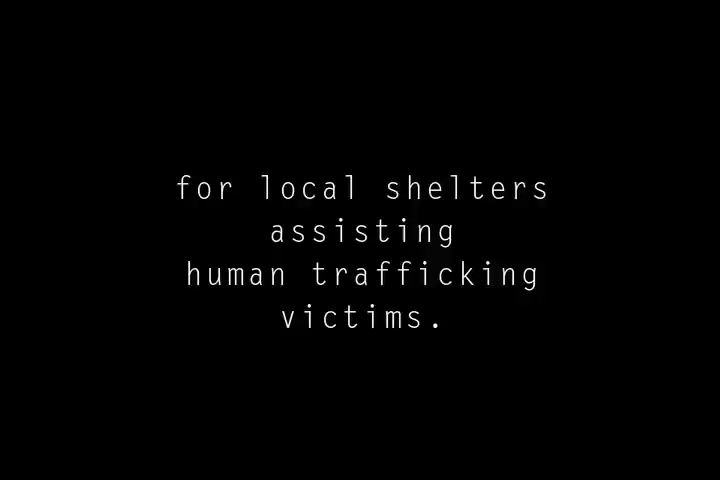 for local shelters
assisting
human trafficking
victims.